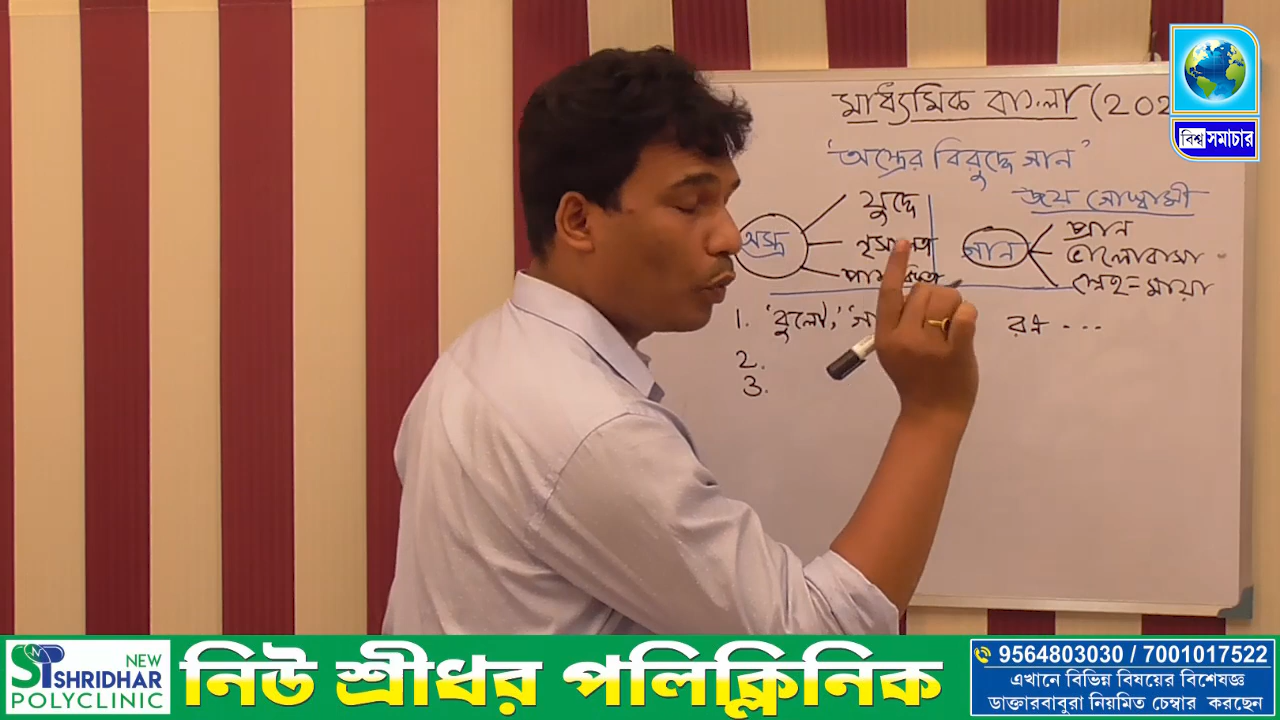 মাধ্যমিক বাংলা (202
বিশ্ব সমাচার
'অস্ত্রের বিরুদ্ধে গান'
জয় গোস্বামী
অস্ত্র
যুদ্ধে
গান
প্রান
ভালোবাসা
স্নেহ=মায়া
1. 'বুলেট,'
2.
3.
NEW
SHRIDHAR
POLYCLINIC
নিউ শ্রীধর পলিক্লিনিক
9564803030 / 7001017522
এখানে বিভিন্ন বিষয়ের বিশেষজ্ঞ
ডাক্তারবাবুরা নিয়মিত চেম্বার করছেন